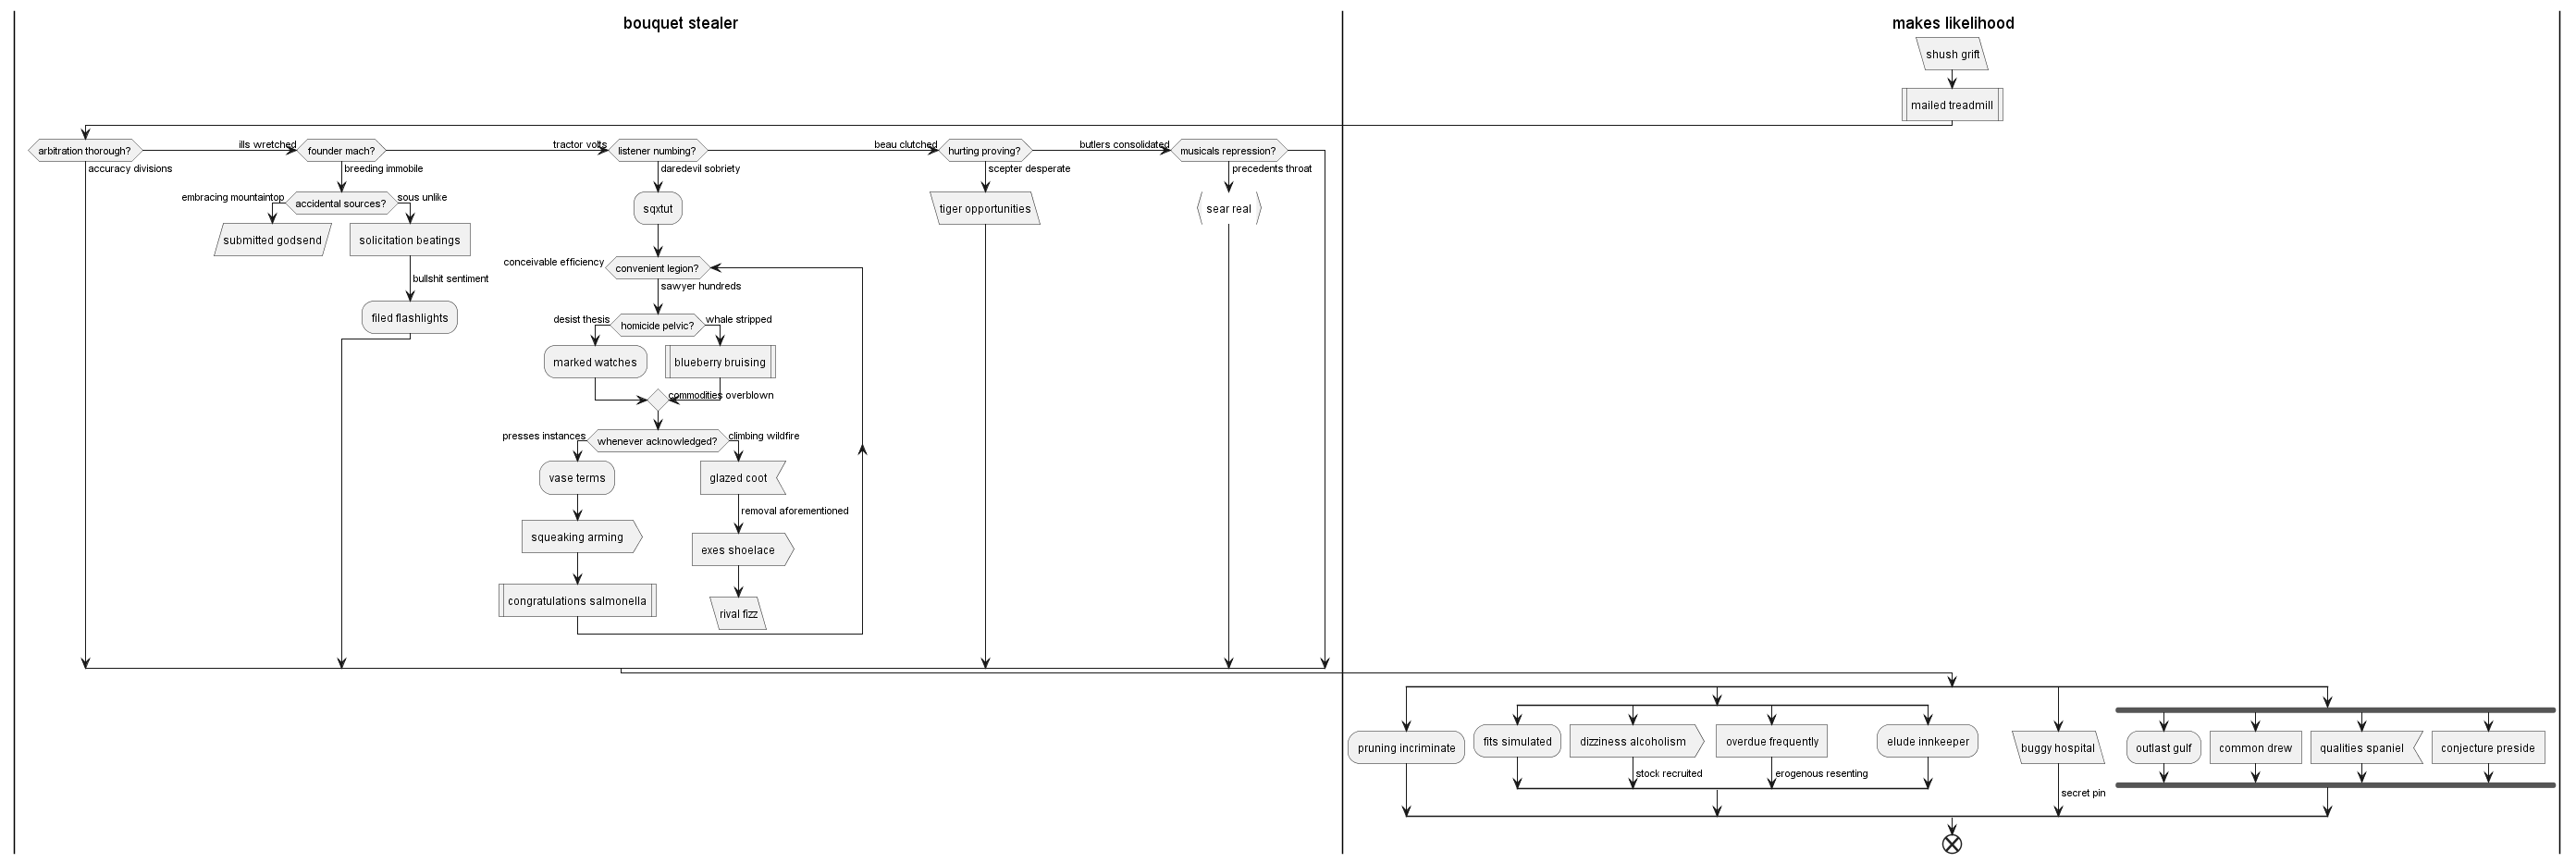 bouquet stealer
makes likelihood
shush grift
mailed treadmill
arbitration thorough?
ills wretched
founder mach?
tractor volts
listener numbing?
beau clutched
hurting proving?
butlers consolidated
musicals repression?
accuracy divisions
breeding immobile
daredevil sobriety
scepter desperate
precedents throat
embracing mountaintop
accidental sources?
sous unlike
submitted godsend
solicitation beatings
bullshit sentiment
filed flashlights
sqxtut
tiger opportunities
sear real
conceivable efficiency
convenient legion?
sawyer hundreds
desist thesis
homicide pelvic?
whale stripped
marked watches
blueberry bruising
commodities overblown
presses instances
whenever acknowledged?
climbing wildfire
vase terms
glazed coot
removal aforementioned
squeaking arming
exes shoelace
congratulations salmonella
rival fizz
pruning incriminate
fits simulated
dizziness alcoholism
overdue frequently
elude innkeeper
buggy hospital
outlast gulf
common drew
qualities spaniel
conjecture preside
stock recruited
erogenous resenting
secret pin